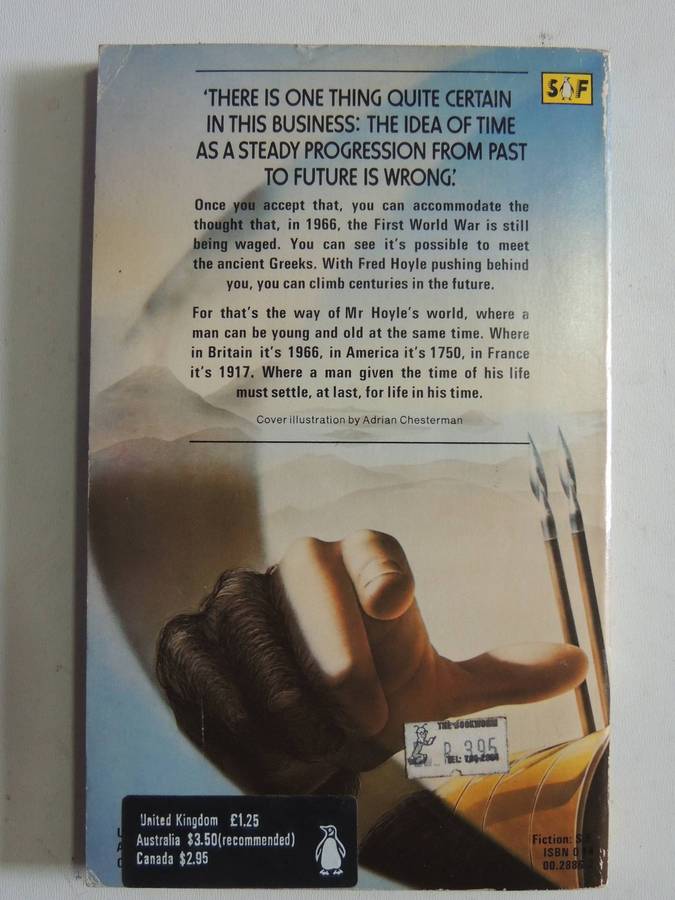 SF
‘THERE IS ONE THING QUITE CERTAIN
IN THIS BUSINESS: THE IDEA OF TIME
AS A STEADY PROGRESSION FROM PAST
TO FUTURE IS WRONG.’
Once you accept that, you can accommodate the
thought that, in 1966, the First World War is still
being waged. You can see it's possible to meet
the ancient Greeks. With Fred Hoyle pushing behind
you, you can climb centuries in the future.
For that's the way of Mr Hoyle's world, where a
man can be young and old at the same time. Where
in Britain it's 1966, in America it's 1750, in France
it's 1917. Where a man given the time of his life
must settle, at last, for life in his time.
Cover illustration by Adrian Chesterman
THE BOOKWORM
R 3.95
TEL:
United Kingdom £1.25
Australia $3.50(recommended)
Canada $2.95
Fiction:
ISBN 0
00.288